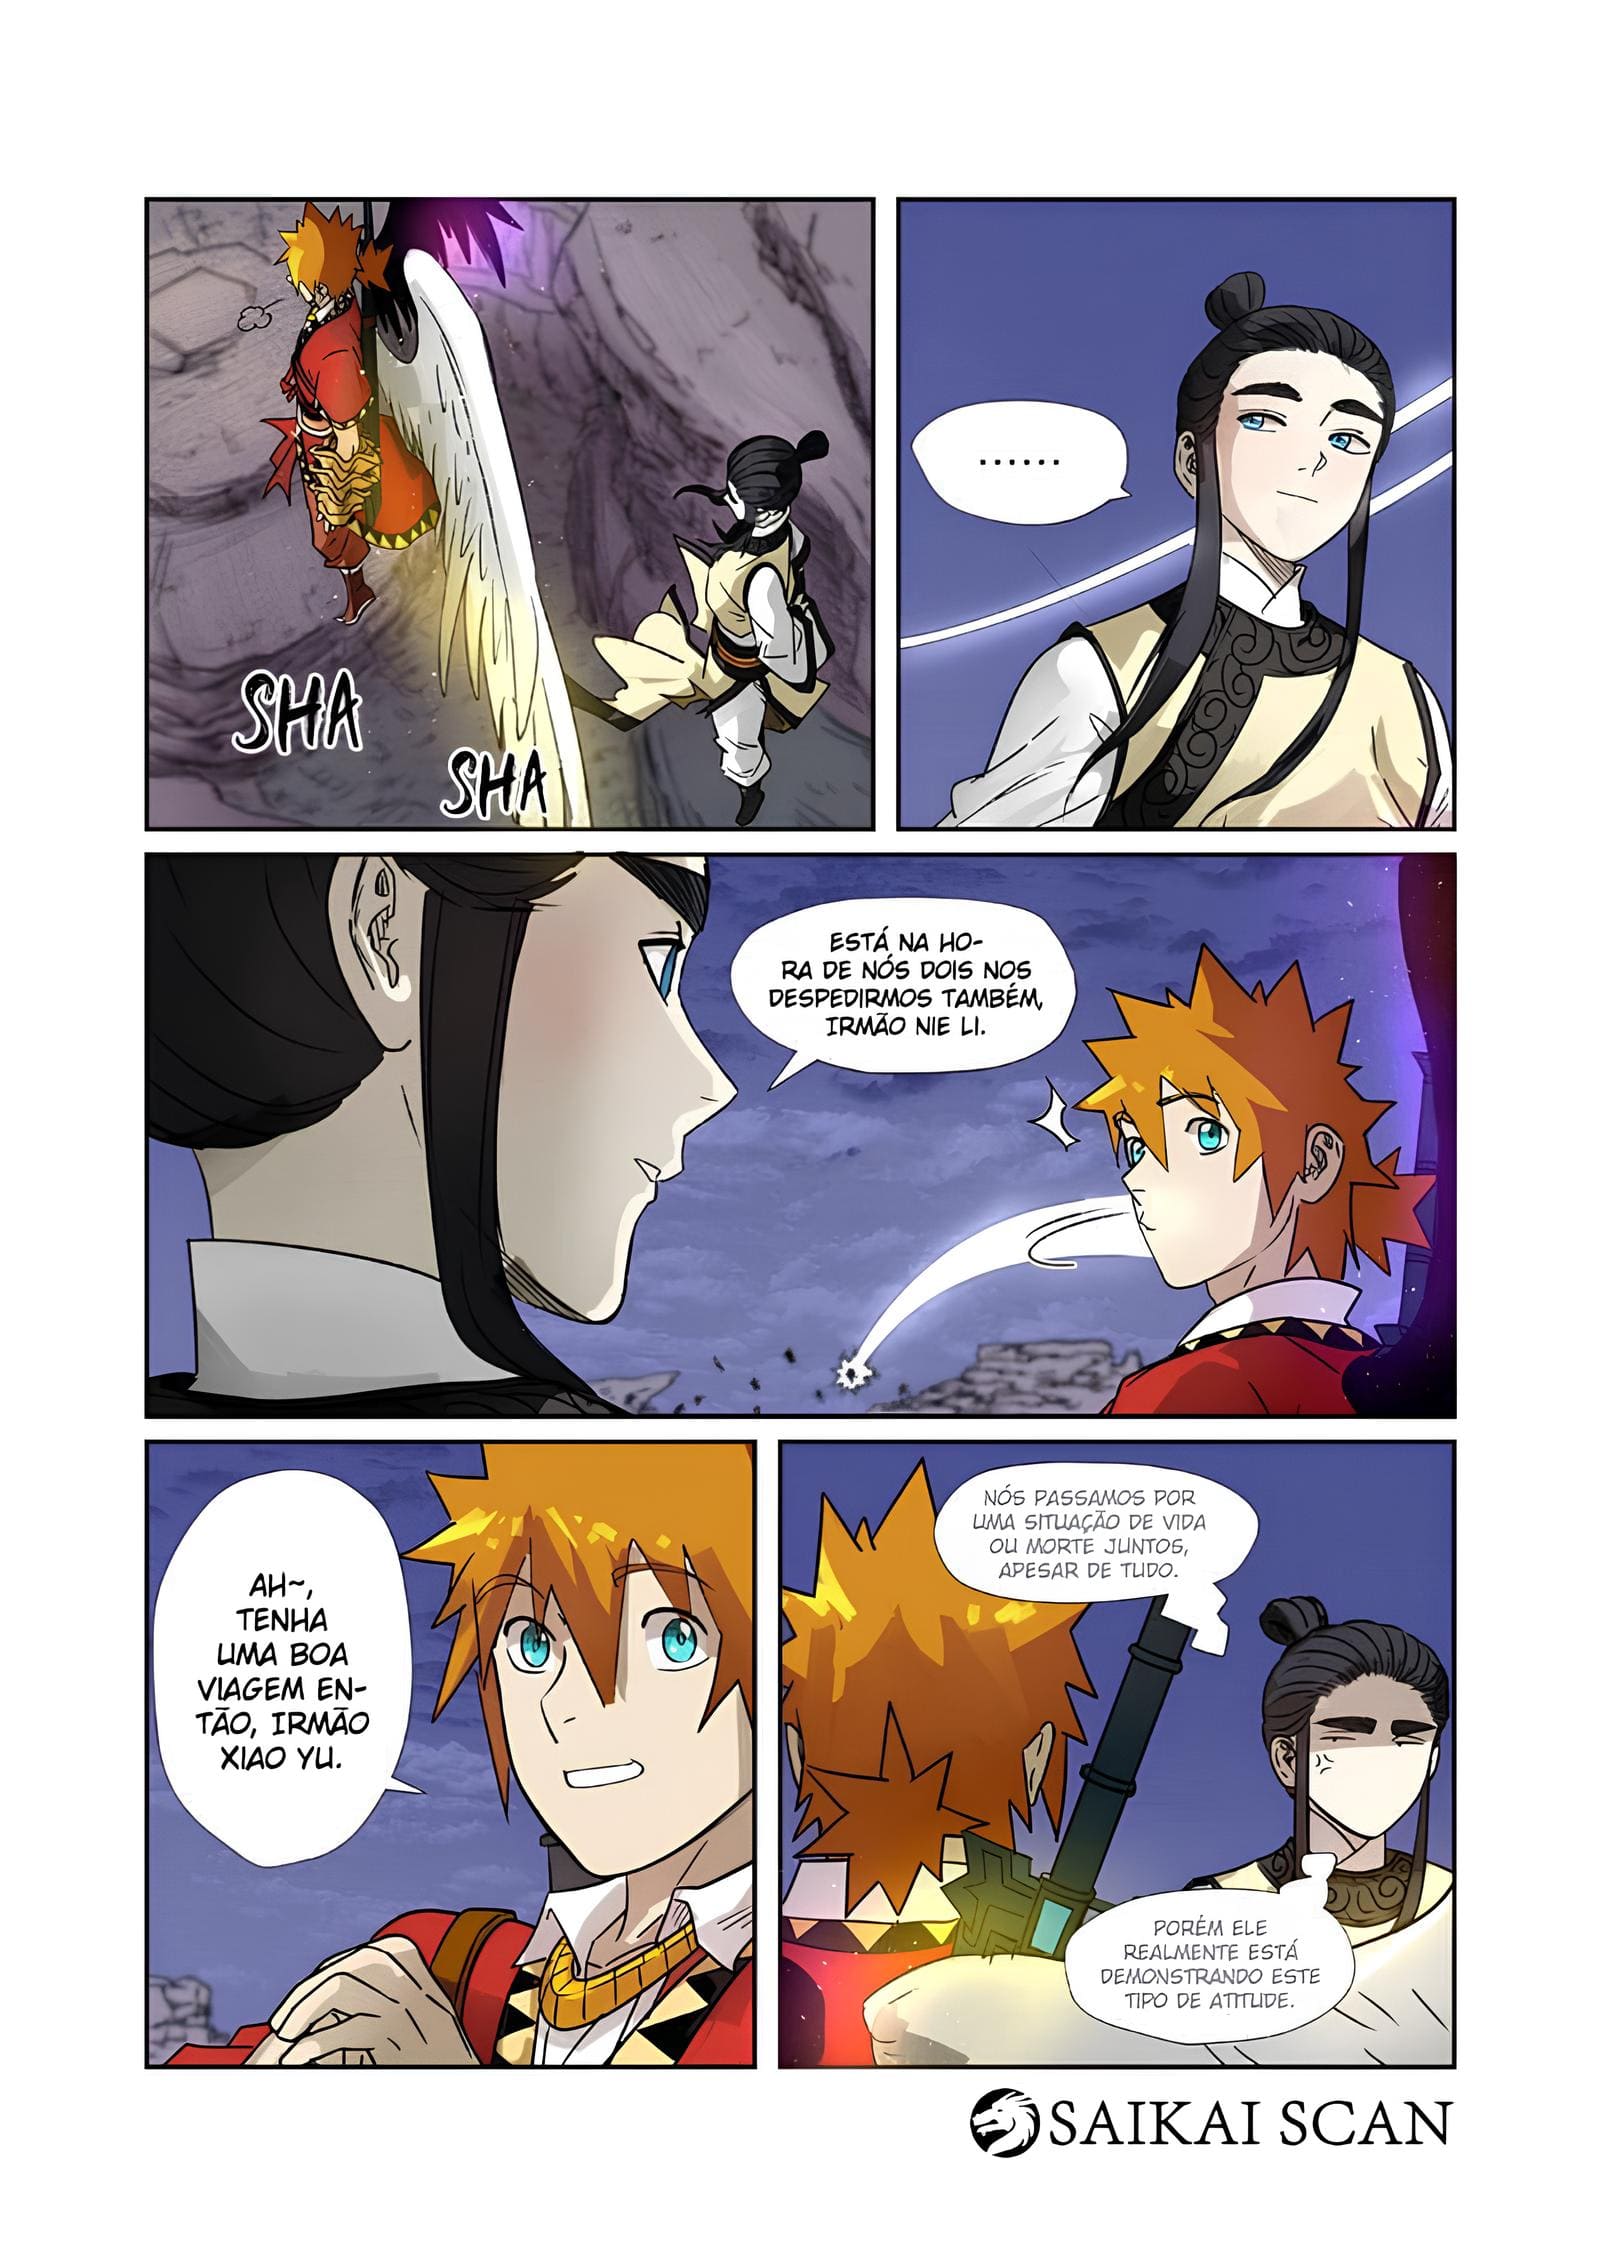 SHA
SHA
......
ESTÁ NA HO-
RA DE NÓS DOIS NOS
DESPEDIRMOS TAMBÉM,
IRMÃO NIE LI.
AH~,
TENHA
UMA BOA
VIAGEM EN-
TÃO, IRMÃO
XIAO YU.
NÓS PASSAMOS POR
UMA SITUAÇÃO DE VIDA
OU MORTE JUNTOS,
APESAR DE TUDO.
PORÉM ELE
REALMENTE ESTÁ
DEMONSTRANDO ESTE
TIPO DE ATITUDE.
SAIKAI SCAN